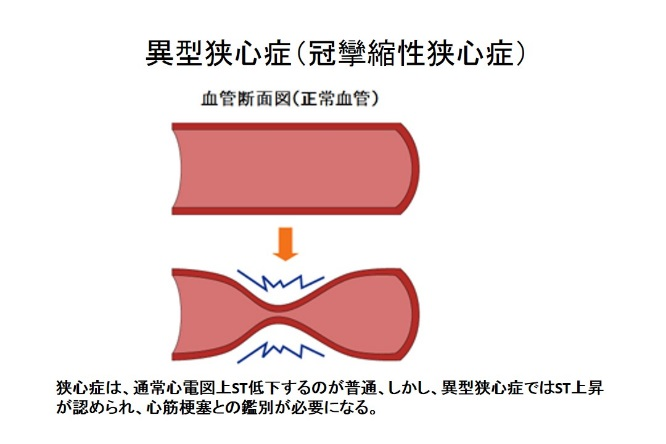 異型狭心症（冠攣縮性狭心症）
血管断面図（正常血管）
狭心症は、通常心電図上ST低下するのが普通、しかし、異型狭心症ではST上昇
が認められ、心筋梗塞との鑑別が必要になる。